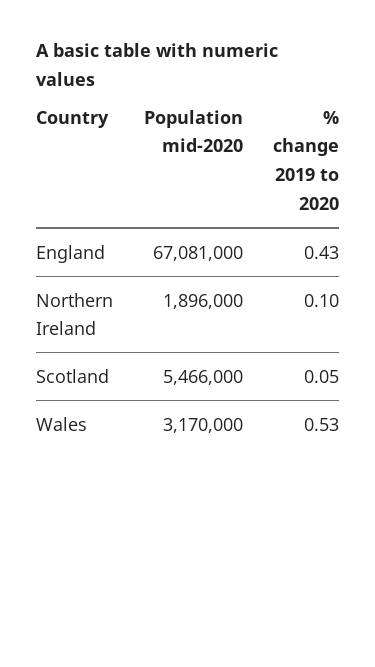 A basic table with numeric
values
Country Population mid-2020 % change 2019 to 2020
England 67,081,000 0.43
Northern Ireland 1,896,000 0.10
Scotland 5,466,000 0.05
Wales 3,170,000 0.53